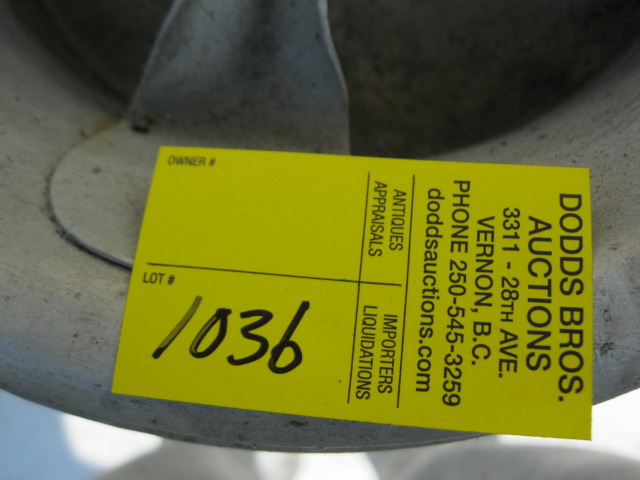 OWNER #
LOT #
1036
ANTIQUES
APPRAISALS
IMPORTERS
LIQUIDATIONS
DODDS BROS.
AUCTIONS
3311 - 28TH AVE.
VERNON, B.C.
PHONE 250-545-3259
doddsauctions.com